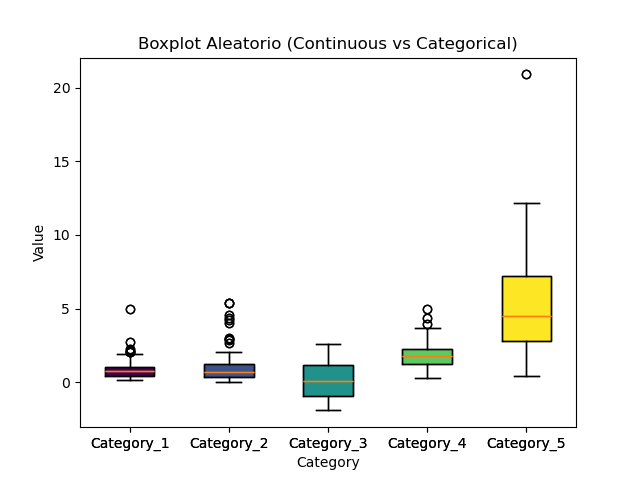 Boxplot Aleatorio (Continuous vs Categorical)
Value
20
15
10
5
0
Category_1 Category_2 Category_3 Category_4 Category_5
Category